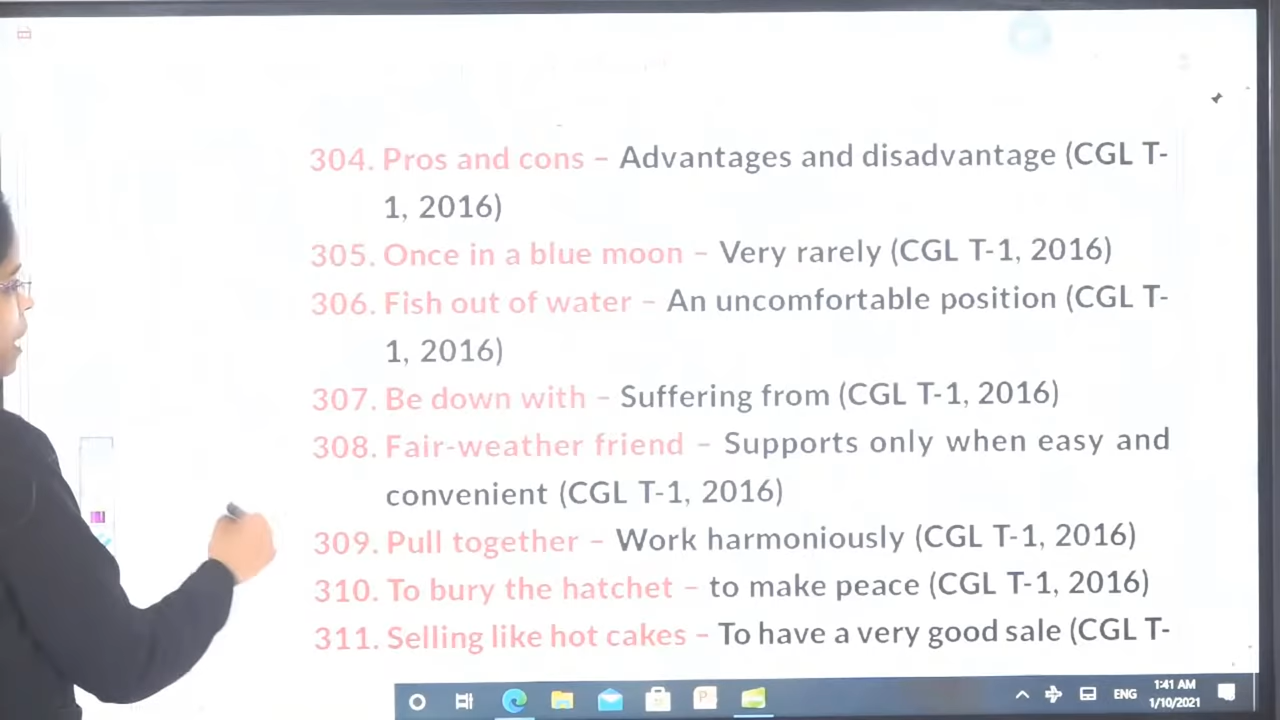 304. Pros and cons – Advantages and disadvantage (CGL T-
1, 2016)
305. Once in a blue moon – Very rarely (CGL T-1, 2016)
306. Fish out of water – An uncomfortable position (CGL T-
1, 2016)
307. Be down with – Suffering from (CGL T-1, 2016)
308. Fair-weather friend – Supports only when easy and
convenient (CGL T-1, 2016)
309. Pull together – Work harmoniously (CGL T-1, 2016)
310. To bury the hatchet – to make peace (CGL T-1, 2016)
311. Selling like hot cakes – To have a very good sale (CGL T-
ENG
1:41 AM
1/10/2021